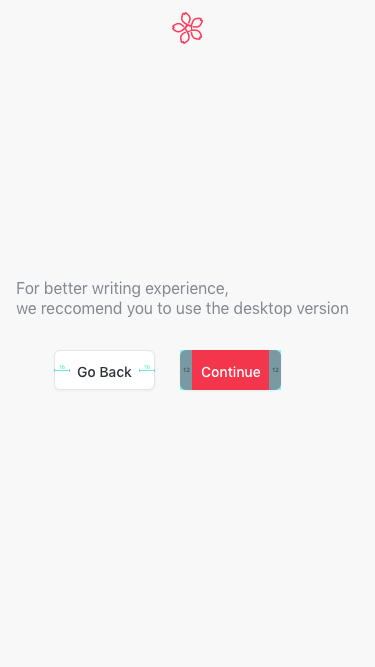 For better writing experience,
we reccomend you to use the desktop version
16 Go Back 16
12 Continue 12